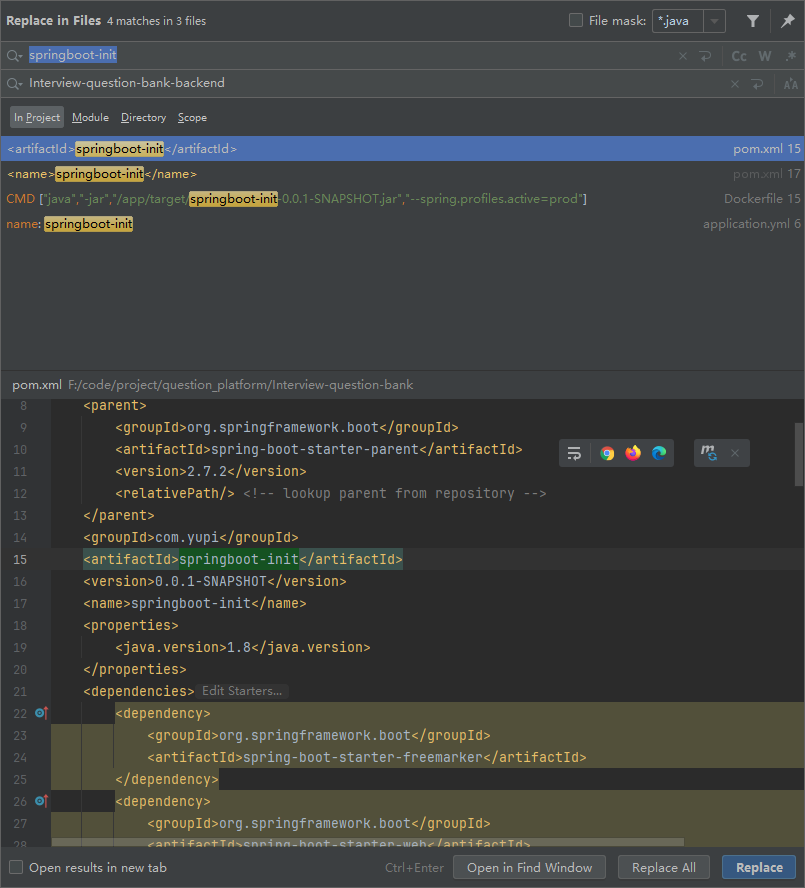 Replace in Files 4 matches in 3 files File mask: *.java
springboot-init Cc W .*
Interview-question-bank-backend
In Project Module Directory Scope
<artifactId>springboot-init</artifactId> pom.xml 15
<name>springboot-init</name> pom.xml 17
CMD ["java","-jar","/app/target/springboot-init-0.0.1-SNAPSHOT.jar","--spring.profiles.active=prod"] Dockerfile 15
name: springboot-init application.yml 6
pom.xml F:/code/project/question_platform/Interview-question-bank
8 <parent>
9 <groupId>org.springframework.boot</groupId>
10 <artifactId>spring-boot-starter-parent</artifactId>
11 <version>2.7.2</version>
12 <relativePath/> <!-- lookup parent from repository -->
13 </parent>
14 <groupId>com.yupi</groupId>
15 <artifactId>springboot-init</artifactId>
16 <version>0.0.1-SNAPSHOT</version>
17 <name>springboot-init</name>
18 <properties>
19 <java.version>1.8</java.version>
20 </properties>
21 <dependencies> Edit Starters...
22 <dependency>
23 <groupId>org.springframework.boot</groupId>
24 <artifactId>spring-boot-starter-freemarker</artifactId>
25 </dependency>
26 <dependency>
27 <groupId>org.springframework.boot</groupId>
28 <artifactId>spring-boot-starter-web</artifactId>
Open results in new tab Ctrl+Enter Open in Find Window Replace All Replace